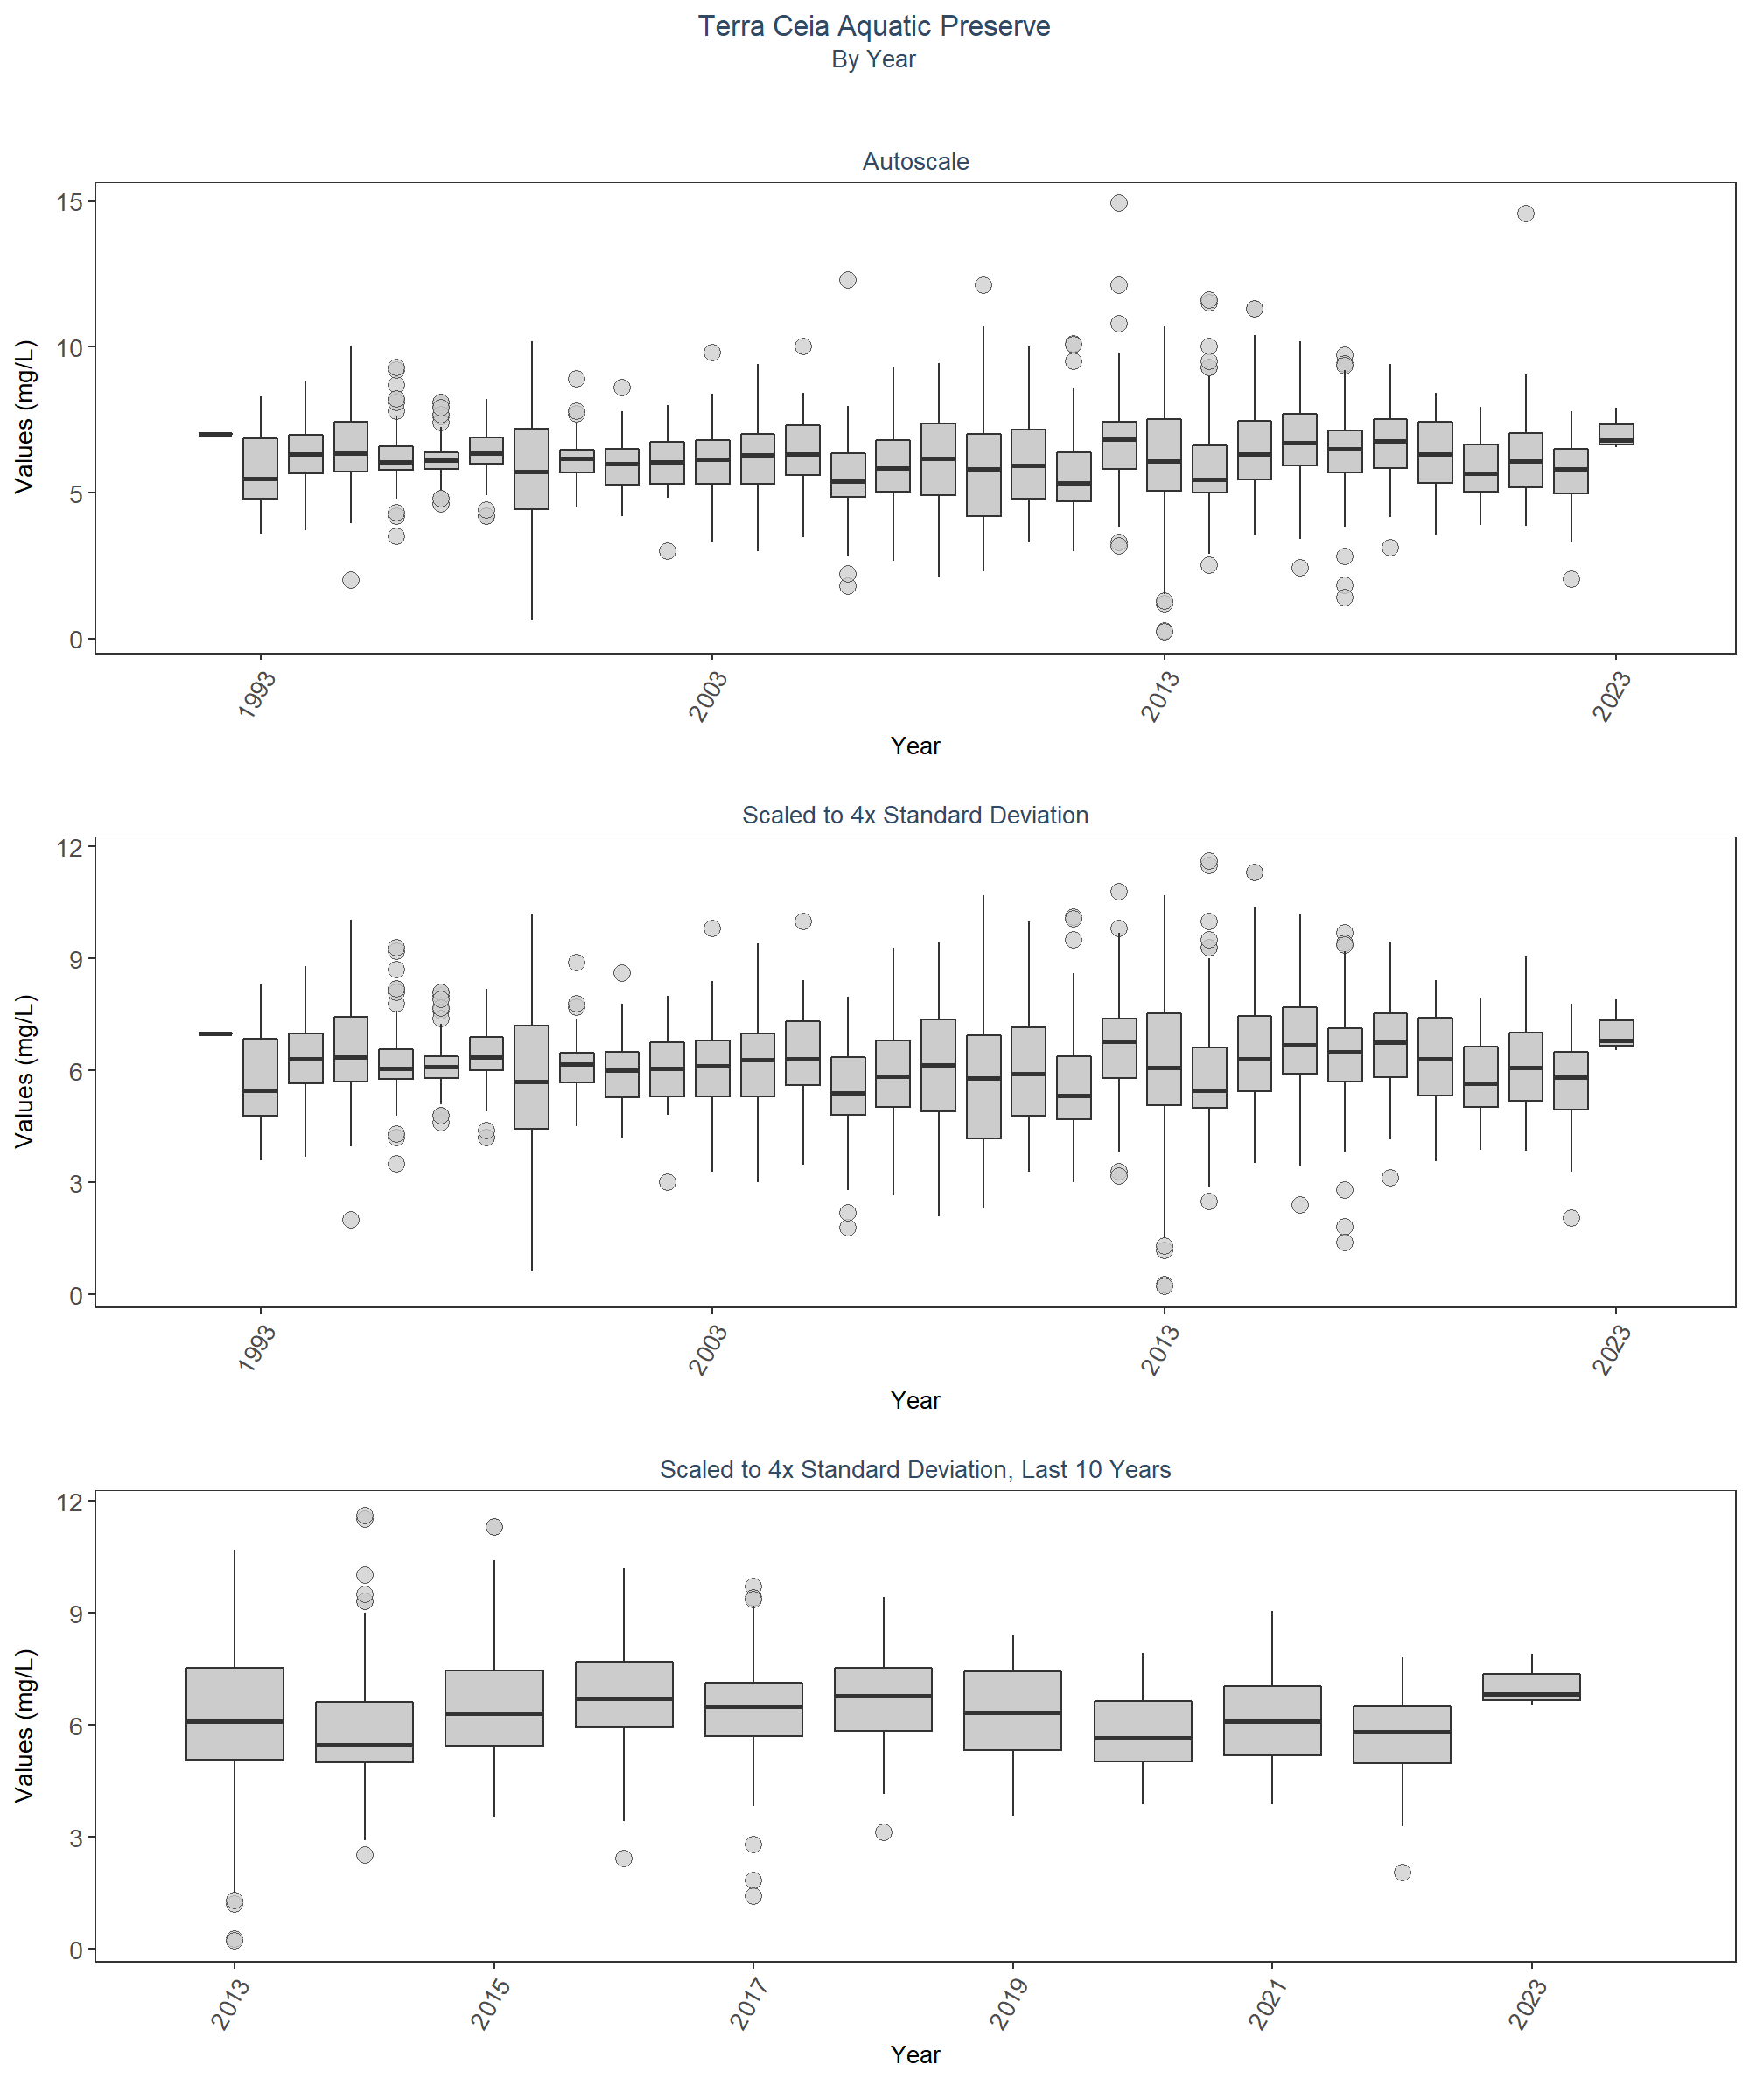 Terra Ceia Aquatic Preserve
By Year
Autoscale
Values (mg/L)
15
10
5
0
1993
2003
2013
2023
Year
Scaled to 4x Standard Deviation
Values (mg/L)
12
9
6
3
0
1993
2003
2013
2023
Year
Scaled to 4x Standard Deviation, Last 10 Years
Values (mg/L)
12
9
6
3
0
2013
2015
2017
2019
2021
2023
Year